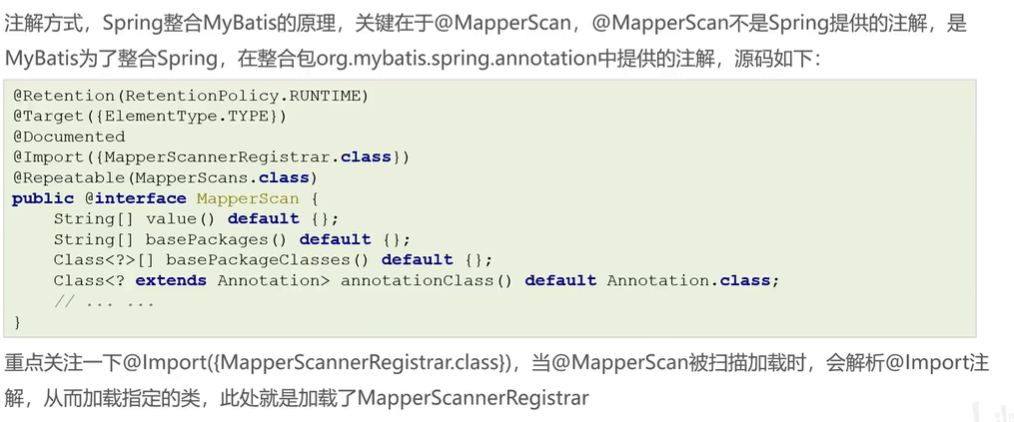 注解方式，Spring整合MyBatis的原理，关键在于@MapperScan，@MapperScan不是Spring提供的注解，是
MyBatis为了整合Spring，在整合包org.mybatis.spring.annotation中提供的注解，源码如下：
@Retention(RetentionPolicy.RUNTIME)
@Target({ElementType.TYPE})
@Documented
@Import({MapperScannerRegistrar.class})
@Repeatable(MapperScans.class)
public @interface MapperScan {
    String[] value() default {};
    String[] basePackages() default {};
    Class<?>[] basePackageClasses() default {};
    Class<? extends Annotation> annotationClass() default Annotation.class;
    // ... ...
}
重点关注一下@Import({MapperScannerRegistrar.class})，当@MapperScan被扫描加载时，会解析@Import注
解，从而加载指定的类，此处就是加载了MapperScannerRegistrar